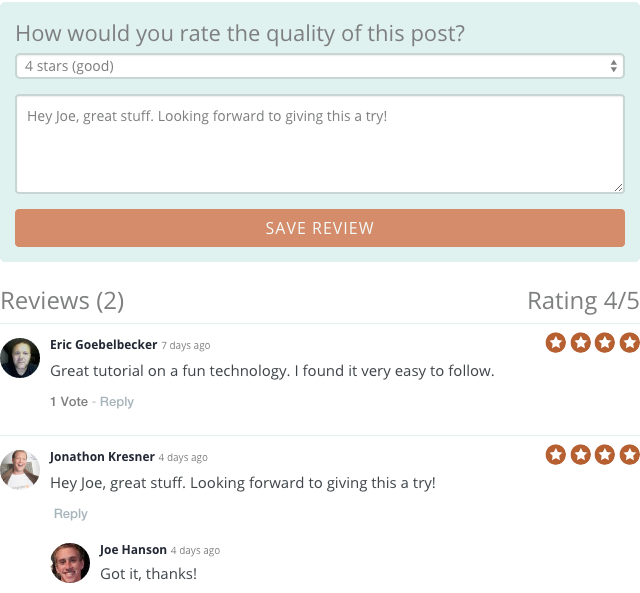 How would you rate the quality of this post?
4 stars (good)
Hey Joe, great stuff. Looking forward to giving this a try!
SAVE REVIEW
Reviews (2) Rating 4/5
Eric Goebelbecker 7 days ago
Great tutorial on a fun technology. I found it very easy to follow.
1 Vote - Reply
Jonathon Kresner 4 days ago
Hey Joe, great stuff. Looking forward to giving this a try!
Reply
Joe Hanson 4 days ago
Got it, thanks!